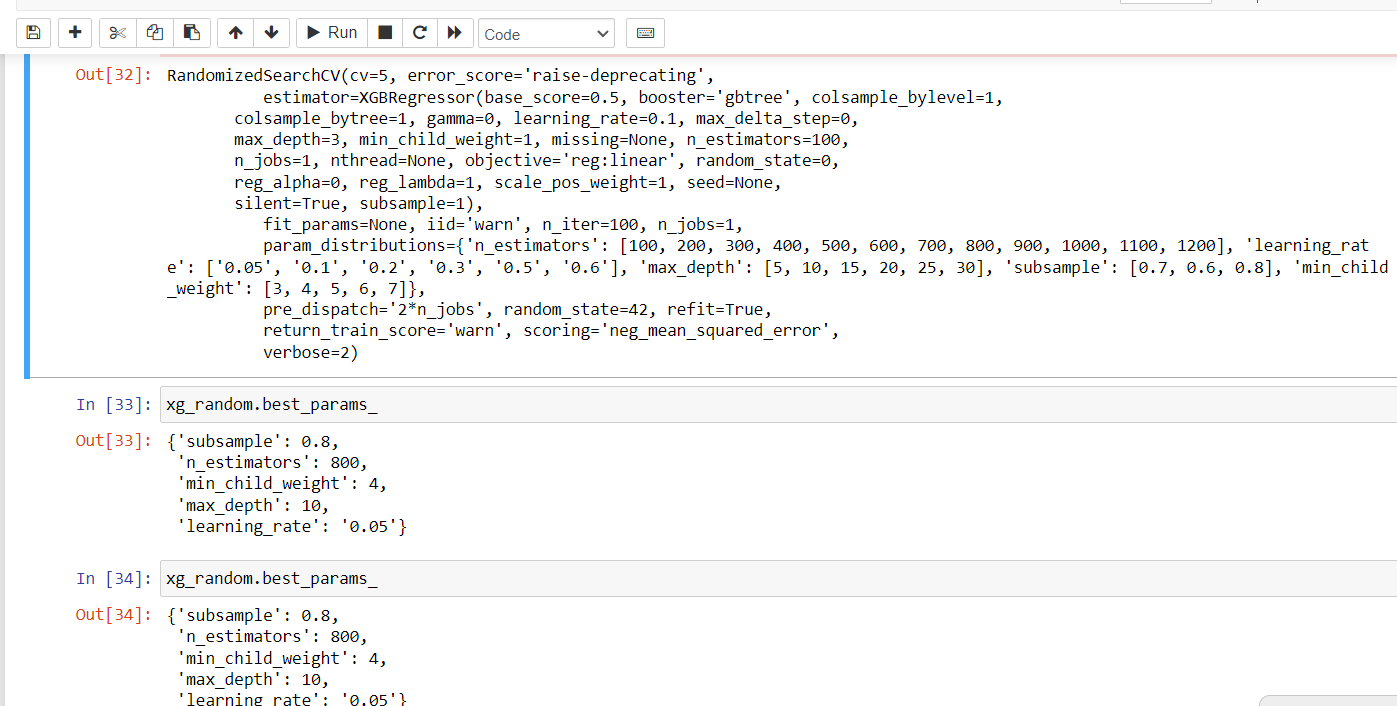 Run
Code
Out[32]: RandomizedSearchCV(cv=5, error_score='raise-deprecating',
estimator=XGBRegressor(base_score=0.5, booster='gbtree', colsample_bylevel=1,
colsample_bytree=1, gamma=0, learning_rate=0.1, max_delta_step=0,
max_depth=3, min_child_weight=1, missing=None, n_estimators=100,
n_jobs=1, nthread=None, objective='reg:linear', random_state=0,
reg_alpha=0, reg_lambda=1, scale_pos_weight=1, seed=None,
silent=True, subsample=1),
fit_params=None, iid='warn', n_iter=100, n_jobs=1,
param_distributions={'n_estimators': [100, 200, 300, 400, 500, 600, 700, 800, 900, 1000, 1100, 1200], 'learning_rat
e': ['0.05', '0.1', '0.2', '0.3', '0.5', '0.6'], 'max_depth': [5, 10, 15, 20, 25, 30], 'subsample': [0.7, 0.6, 0.8], 'min_child
_weight': [3, 4, 5, 6, 7]},
pre_dispatch='2*n_jobs', random_state=42, refit=True,
return_train_score='warn', scoring='neg_mean_squared_error',
verbose=2)
In [33]: xg_random.best_params_
Out[33]: {'subsample': 0.8,
'n_estimators': 800,
'min_child_weight': 4,
'max_depth': 10,
'learning_rate': '0.05'}
In [34]: xg_random.best_params_
Out[34]: {'subsample': 0.8,
'n_estimators': 800,
'min_child_weight': 4,
'max_depth': 10,
'learning_rate': '0.05'}